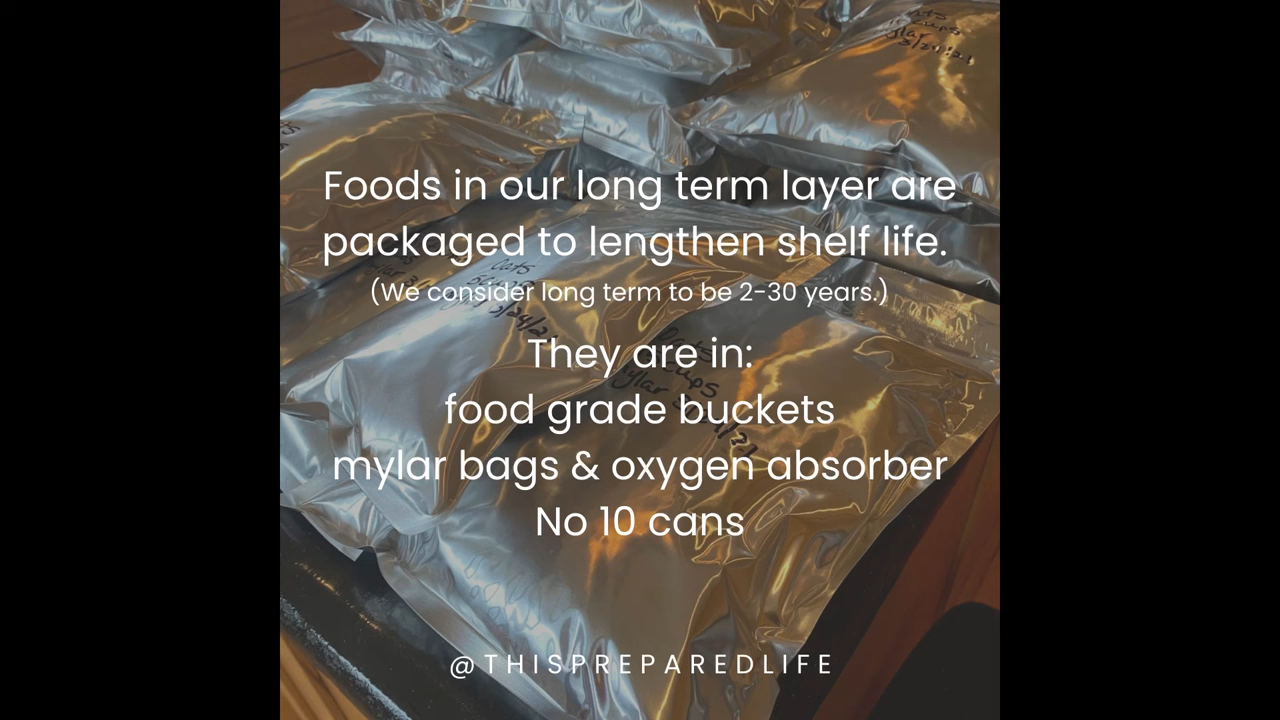 Foods in our long term layer are
packaged to lengthen shelf life.
(We consider long term to be 2-30 years.)
They are in:
food grade buckets
mylar bags & oxygen absorber
No 10 cans
@THISPREPAREDLIFE
Oats